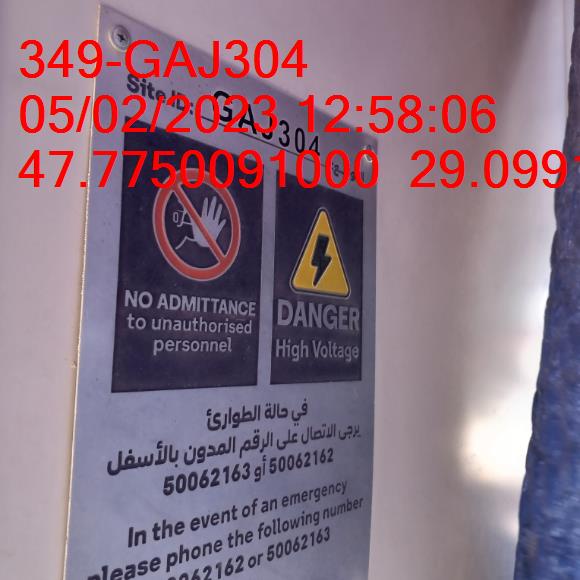 349-GAJ304
05/02/2023 12:58:06
47.7750091000 29.0991
Site ID: GAJ304
NO ADMITTANCE
to unauthorised
personnel
DANGER
High Voltage
في حالة الطوارئ
يرجى الاتصال على الرقم المدون بالأسفل
50062162 أو 50062163
In the event of an emergency
please phone the following number
50062162 or 50062163